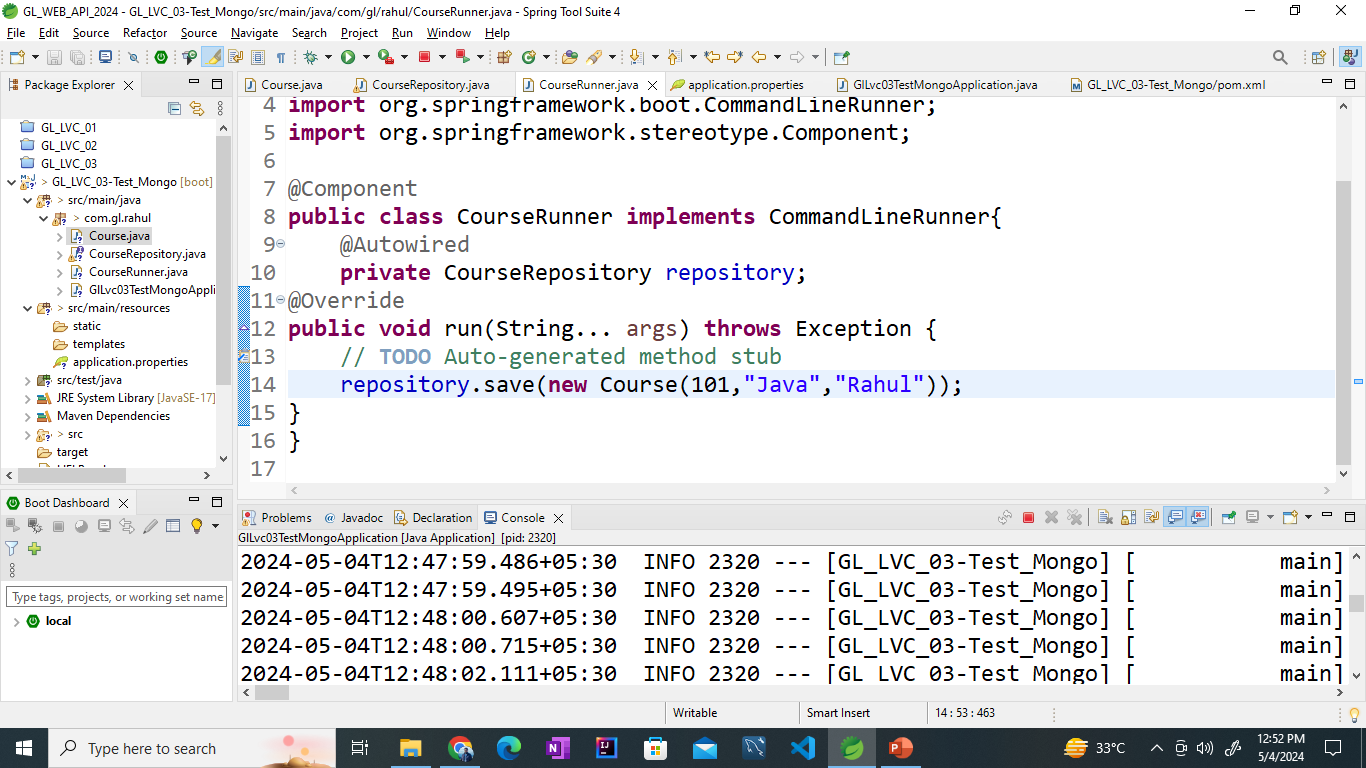 GL_WEB_API_2024 - GL_LVC_03-Test_Mongo/src/main/java/com/gl/rahul/CourseRunner.java - Spring Tool Suite 4
File Edit Source Refactor Source Navigate Search Project Run Window Help
Package Explorer
GL_LVC_01
GL_LVC_02
GL_LVC_03
> GL_LVC_03-Test_Mongo [boot]
> src/main/java
> com.gl.rahul
Course.java
CourseRepository.java
CourseRunner.java
GlLvc03TestMongoAppli
> src/main/resources
static
templates
application.properties
src/test/java
JRE System Library [JavaSE-17]
Maven Dependencies
> src
target
Course.java CourseRepository.java CourseRunner.java application.properties GlLvc03TestMongoApplication.java GL_LVC_03-Test_Mongo/pom.xml
4 import org.springframework.boot.CommandLineRunner;
5 import org.springframework.stereotype.Component;
6
7 @Component
8 public class CourseRunner implements CommandLineRunner{
9 @Autowired
10 private CourseRepository repository;
11 @Override
12 public void run(String... args) throws Exception {
13 // TODO Auto-generated method stub
14 repository.save(new Course(101,"Java","Rahul"));
15 }
16 }
17
Boot Dashboard
Type tags, projects, or working set name
local
Problems Javadoc Declaration Console
GlLvc03TestMongoApplication [Java Application] [pid: 2320]
2024-05-04T12:47:59.486+05:30 INFO 2320 --- [GL_LVC_03-Test_Mongo] [ main]
2024-05-04T12:47:59.495+05:30 INFO 2320 --- [GL_LVC_03-Test_Mongo] [ main]
2024-05-04T12:48:00.607+05:30 INFO 2320 --- [GL_LVC_03-Test_Mongo] [ main]
2024-05-04T12:48:00.715+05:30 INFO 2320 --- [GL_LVC_03-Test_Mongo] [ main]
2024-05-04T12:48:02.111+05:30 INFO 2320 --- [GL_LVC_03-Test_Mongo] [ main]
Writable Smart Insert 14 : 53 : 463
Type here to search
33°C
12:52 PM
5/4/2024